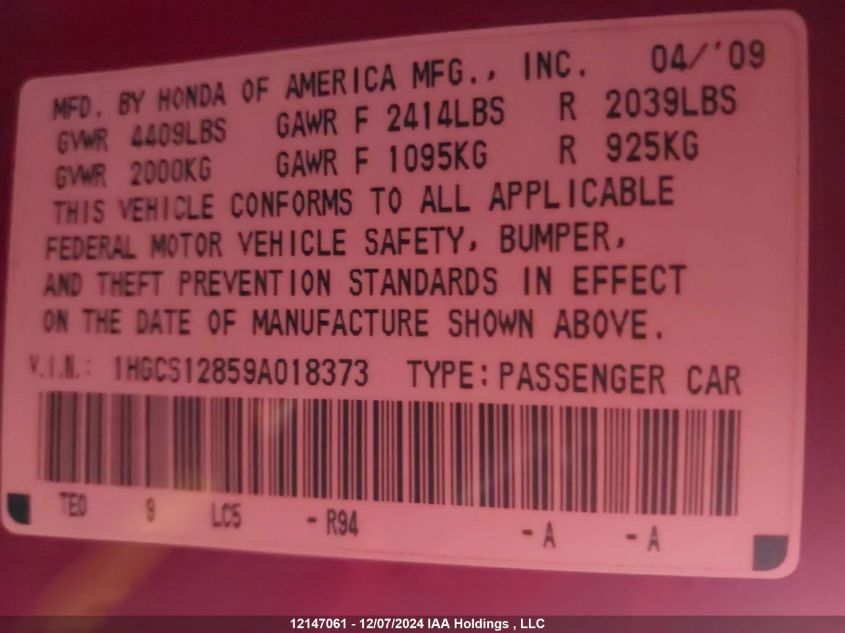 MFD. BY HONDA OF AMERICA MFG., INC. 04/'09
GVWR 4409LBS GAWR F 2414LBS R 2039LBS
GVWR 2000KG GAWR F 1095KG R 925KG
THIS VEHICLE CONFORMS TO ALL APPLICABLE
FEDERAL MOTOR VEHICLE SAFETY, BUMPER,
AND THEFT PREVENTION STANDARDS IN EFFECT
ON THE DATE OF MANUFACTURE SHOWN ABOVE.
V.I.N.: 1HGCS12859A018373 TYPE: PASSENGER CAR
TE0 9 LC5 - R94 - A - A
12147061 - 12/07/2024 IAA Holdings , LLC